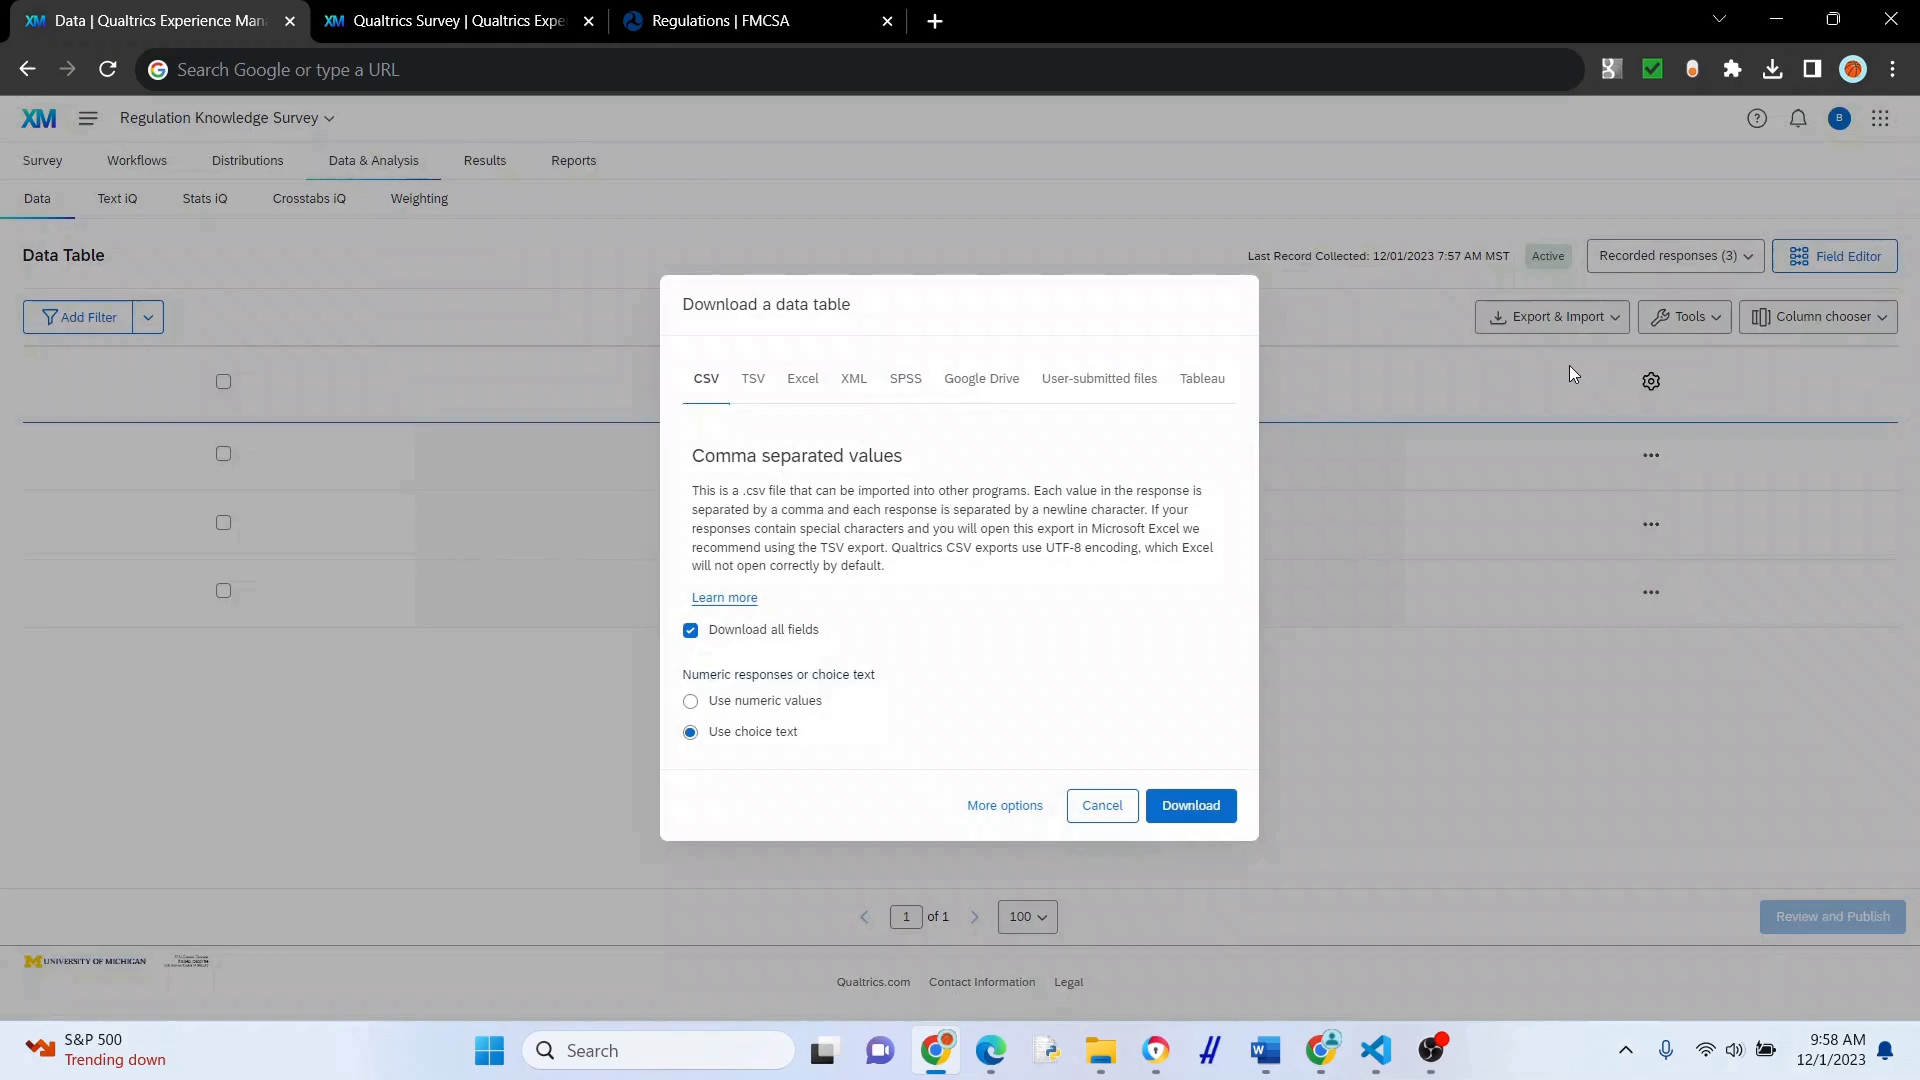 Data | Qualtrics Experience Man
Qualtrics Survey | Qualtrics Expe
Regulations | FMCSA
Search Google or type a URL
XM
Regulation Knowledge Survey
B
Survey
Workflows
Distributions
Data & Analysis
Results
Reports
Data
Text iQ
Stats iQ
Crosstabs iQ
Weighting
Data Table
Last Record Collected: 12/01/2023 7:57 AM MST
Active
Recorded responses (3)
Field Editor
Add Filter
Export & Import
Tools
Column chooser
Download a data table
CSV
TSV
Excel
XML
SPSS
Google Drive
User-submitted files
Tableau
Comma separated values
This is a .csv file that can be imported into other programs. Each value in the response is
separated by a comma and each response is separated by a newline character. If your
responses contain special characters and you will open this export in Microsoft Excel we
recommend using the TSV export. Qualtrics CSV exports use UTF-8 encoding, which Excel
will not open correctly by default.
Learn more
Download all fields
Numeric responses or choice text
Use numeric values
Use choice text
More options
Cancel
Download
1 of 1
100
Review and Publish
UNIVERSITY OF MICHIGAN
Qualtrics.com
Contact Information
Legal
S&P 500
Trending down
Search
9:58 AM
12/1/2023